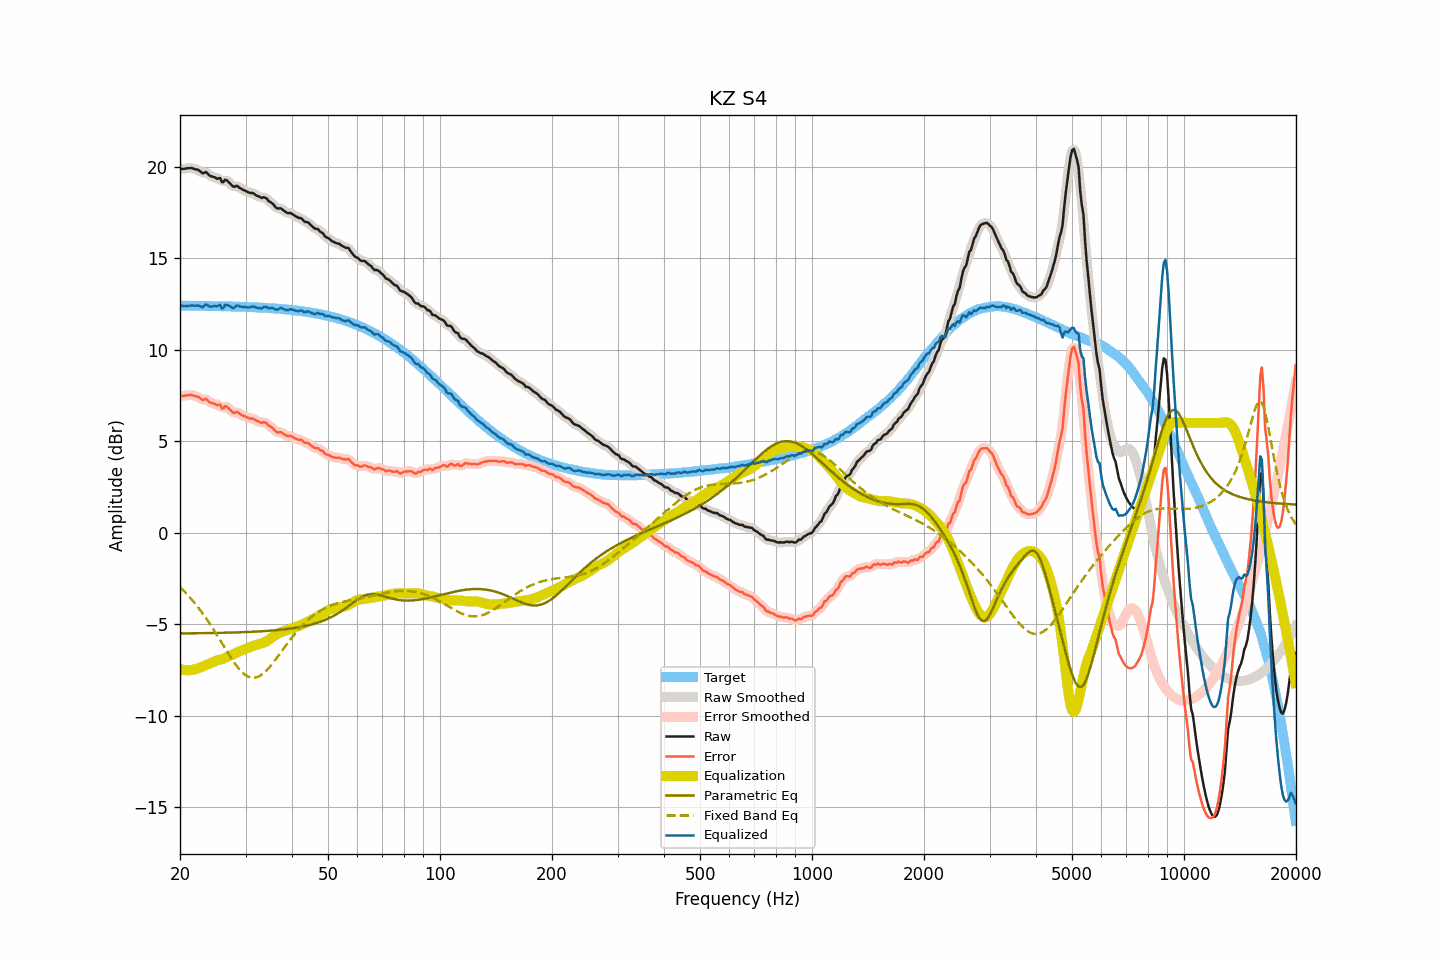 KZ S4
Amplitude (dBr)
20
15
10
5
0
−5
−10
−15
Target
Raw Smoothed
Error Smoothed
Raw
Error
Equalization
Parametric Eq
Fixed Band Eq
Equalized
20 50 100 200 500 1000 2000 5000 10000 20000
Frequency (Hz)